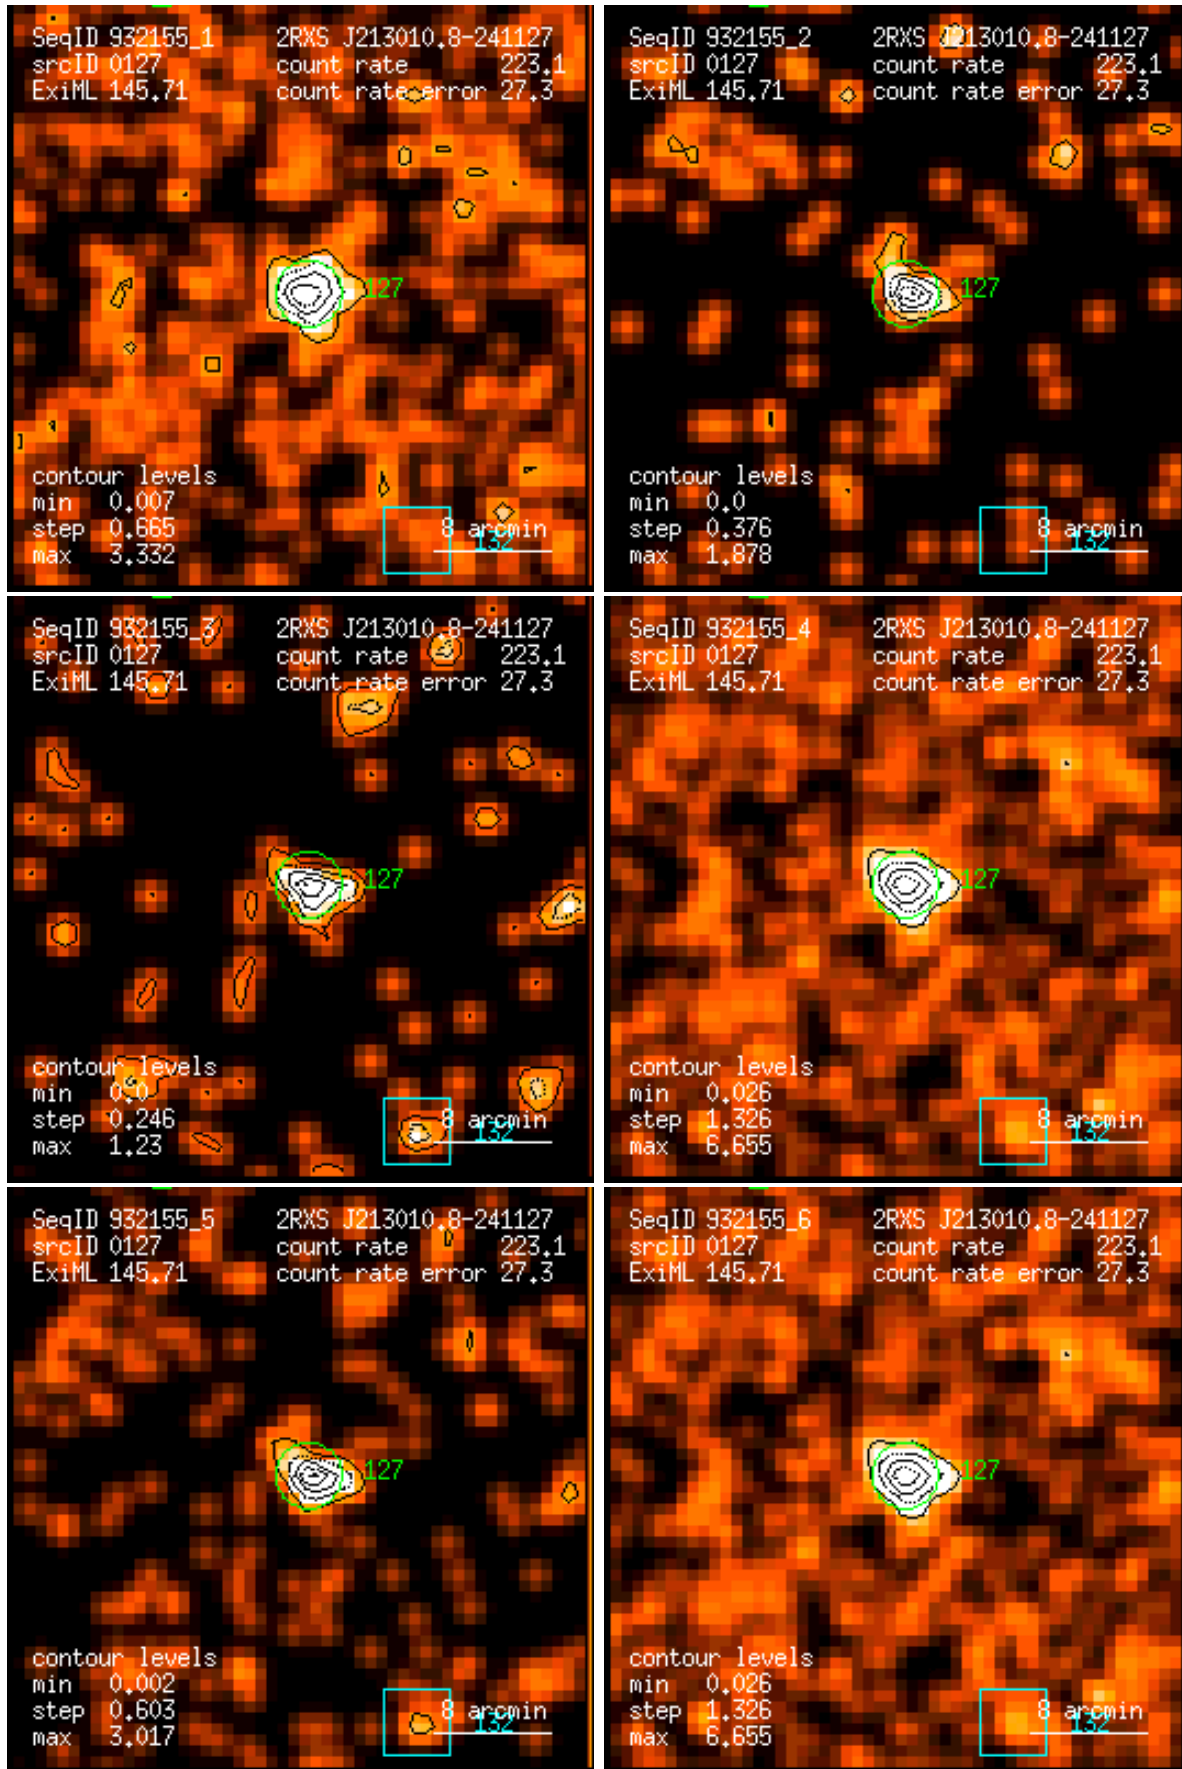 SeqID 932155_1 2RXS J213010.8-241127
srcID 0127 count rate 223.1
ExiML 145.71 count rate error 27.3
127
contour levels
min 0.007
step 0.665 8 arcmin
132
max 3.332
SeqID 932155_2 2RXS J213010.8-241127
srcID 0127 count rate 223.1
ExiML 145.71 count rate error 27.3
127
contour levels
min 0.0
step 0.376 8 arcmin
132
max 1.878
SeqID 932155_3 2RXS J213010.8-241127
srcID 0127 count rate 223.1
ExiML 145.71 count rate error 27.3
127
contour levels
min 0.0
step 0.246 8 arcmin
132
max 1.23
SeqID 932155_4 2RXS J213010.8-241127
srcID 0127 count rate 223.1
ExiML 145.71 count rate error 27.3
127
contour levels
min 0.026
step 1.326 8 arcmin
132
max 6.655
SeqID 932155_5 2RXS J213010.8-241127
srcID 0127 count rate 223.1
ExiML 145.71 count rate error 27.3
127
contour levels
min 0.002
step 0.603 8 arcmin
132
max 3.017
SeqID 932155_6 2RXS J213010.8-241127
srcID 0127 count rate 223.1
ExiML 145.71 count rate error 27.3
127
contour levels
min 0.026
step 1.326 8 arcmin
132
max 6.655